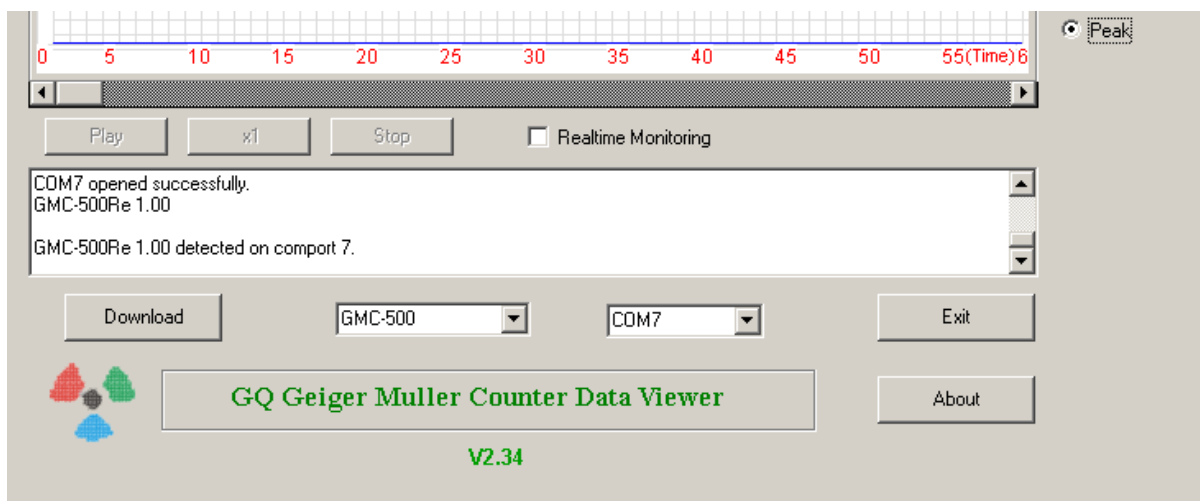 Peak
0 5 10 15 20 25 30 35 40 45 50 55(Time) 6
Play x1 Stop Realtime Monitoring
COM7 opened successfully.
GMC-500Re 1.00
GMC-500Re 1.00 detected on comport 7.
Download GMC-500 COM7 Exit
GQ Geiger Muller Counter Data Viewer
About
V2.34